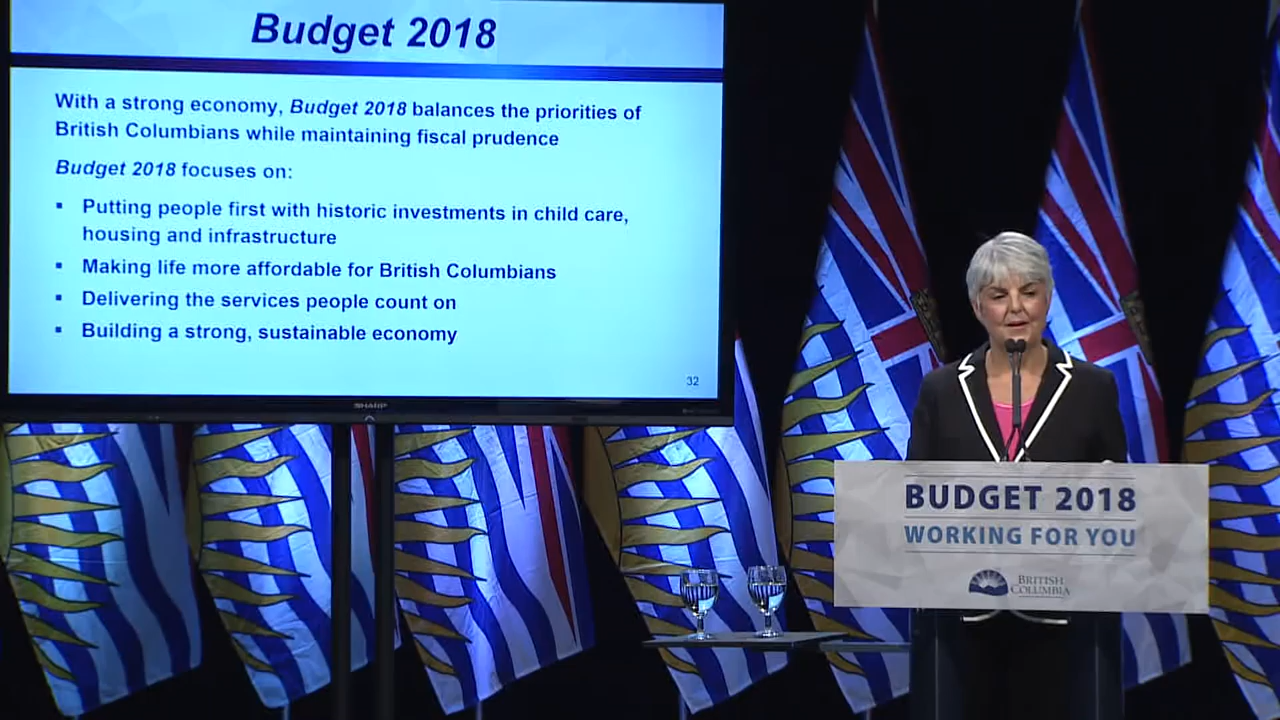 Budget 2018
With a strong economy, Budget 2018 balances the priorities of
British Columbians while maintaining fiscal prudence
Budget 2018 focuses on:
▪ Putting people first with historic investments in child care,
housing and infrastructure
▪ Making life more affordable for British Columbians
▪ Delivering the services people count on
▪ Building a strong, sustainable economy
32
SHARP
BUDGET 2018
WORKING FOR YOU
BRITISH
COLUMBIA